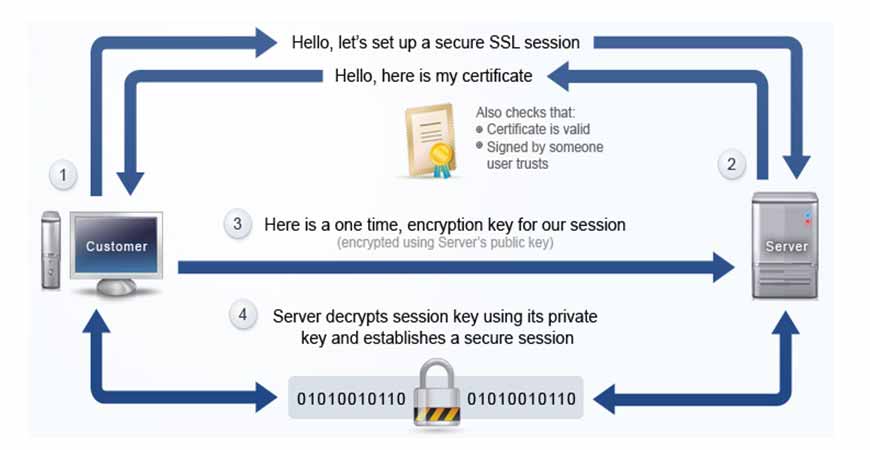 Hello, let's set up a secure SSL session
Hello, here is my certificate
Also checks that:
• Certificate is valid
• Signed by someone
user trusts
1
2
Customer
Server
3 Here is a one time, encryption key for our session
(encrypted using Server's public key)
4 Server decrypts session key using its private
key and establishes a secure session
01010010110 01010010110